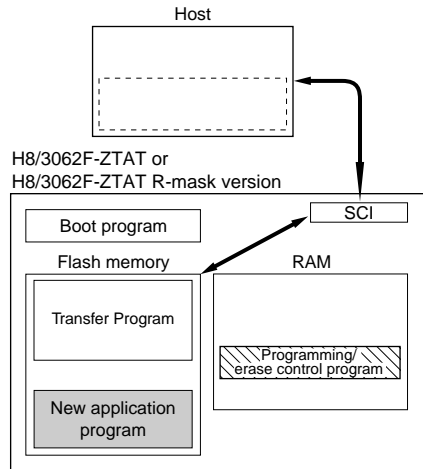 Host
H8/3062F-ZTAT or
H8/3062F-ZTAT R-mask version
SCI
Boot program
Flash memory
RAM
Transfer Program
Programming/
erase control program
New application
program